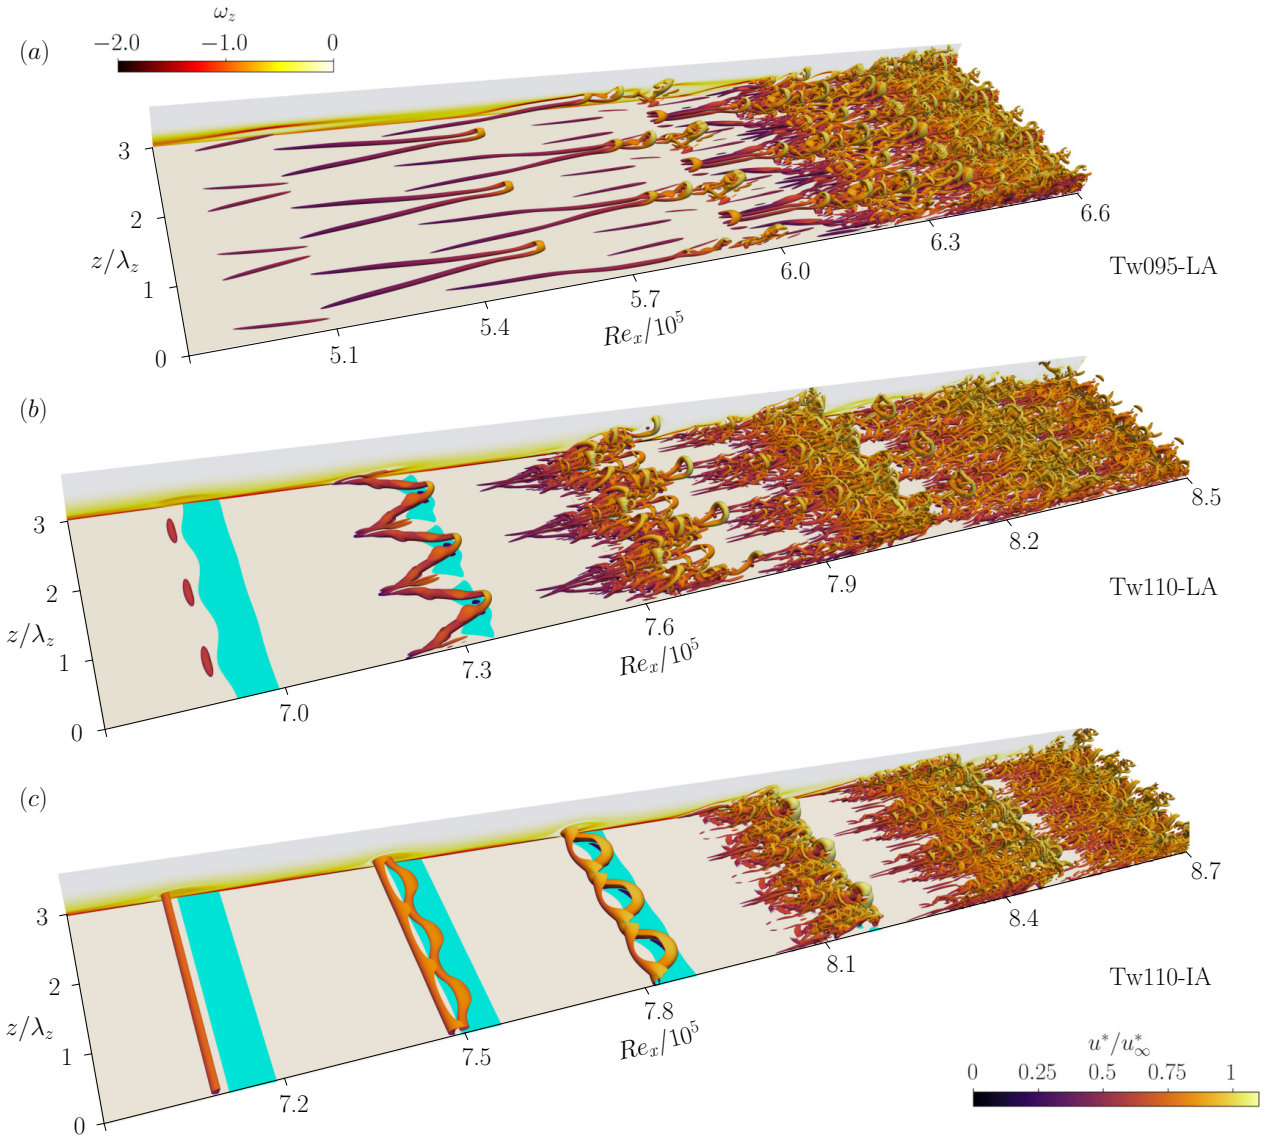 (a)
ω_z
−2.0 −1.0 0
3
2
z/λ_z
1
0
5.1 5.4 5.7 6.0 6.3 6.6
Re_x/10^5
Tw095-LA
(b)
3
2
z/λ_z
1
0
7.0 7.3 7.6 7.9 8.2 8.5
Re_x/10^5
Tw110-LA
(c)
3
2
z/λ_z
1
0
7.2 7.5 7.8 8.1 8.4 8.7
Re_x/10^5
Tw110-IA
u*/u*_∞
0 0.25 0.5 0.75 1